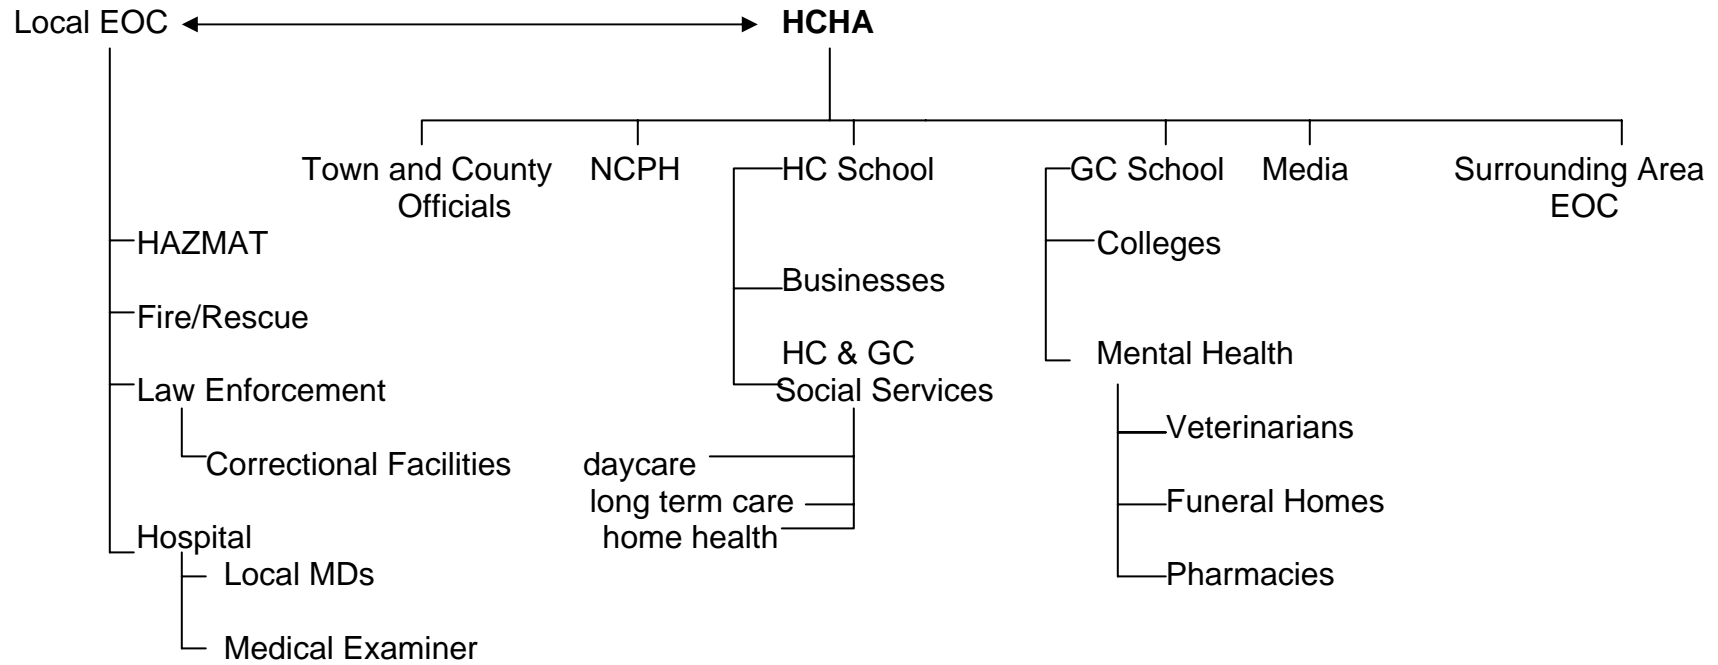 Local EOC
HCHA
Town and County
Officials
NCPH
HC School
GC School
Media
Surrounding Area
EOC
HAZMAT
Fire/Rescue
Law Enforcement
Correctional Facilities
Hospital
Local MDs
Medical Examiner
Businesses
HC & GC
Social Services
daycare
long term care
home health
Colleges
Mental Health
Veterinarians
Funeral Homes
Pharmacies